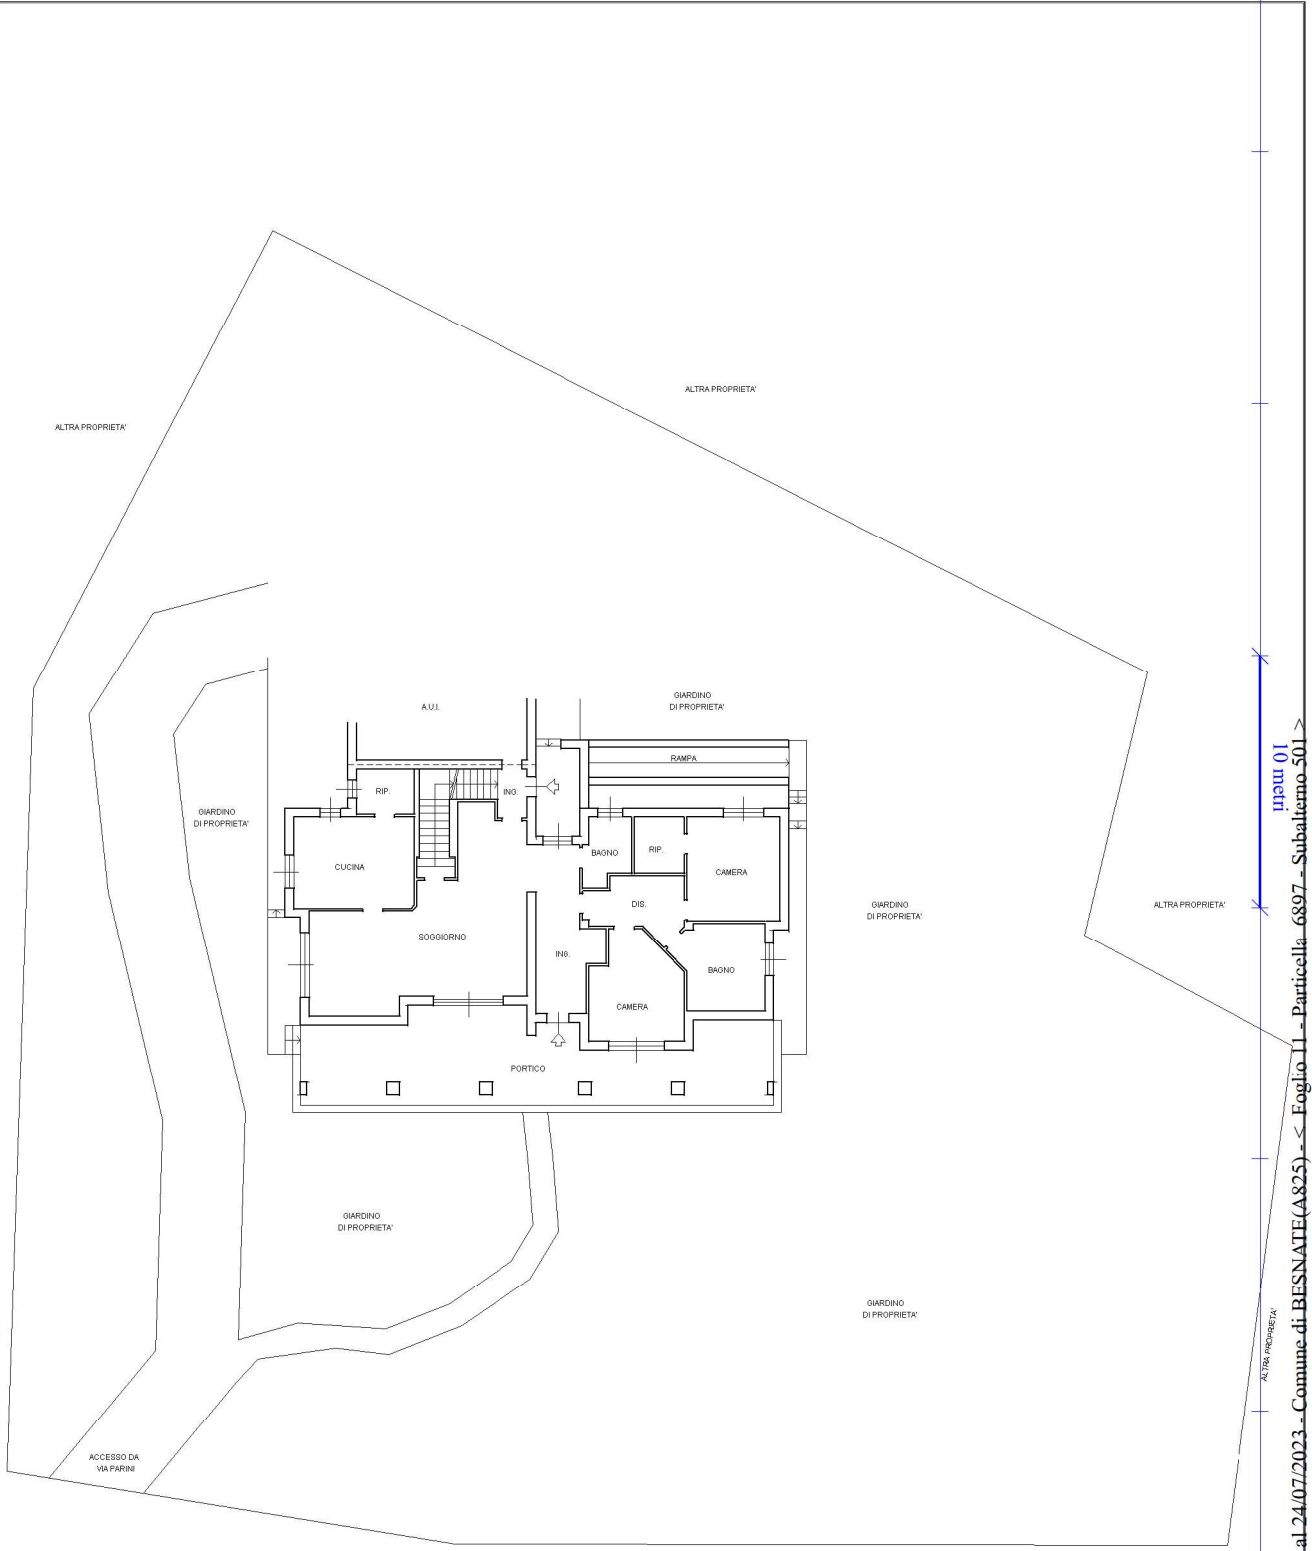 ALTRA PROPRIETA'
ALTRA PROPRIETA'
A.U.I.
GIARDINO
DI PROPRIETA'
RAMPA
RIP.
ING.
GIARDINO
DI PROPRIETA'
BAGNO
RIP.
CUCINA
CAMERA
DIS.
GIARDINO
DI PROPRIETA'
ALTRA PROPRIETA'
SOGGIORNO
ING.
BAGNO
CAMERA
PORTICO
GIARDINO
DI PROPRIETA'
GIARDINO
DI PROPRIETA'
ALTRA PROPRIETA'
ACCESSO DA
VIA PARINI
10 metri
al 24/07/2023 - Comune di BESNATE(A825) - < Foglio 11 - Particella 6897 - Subalterno 501 >